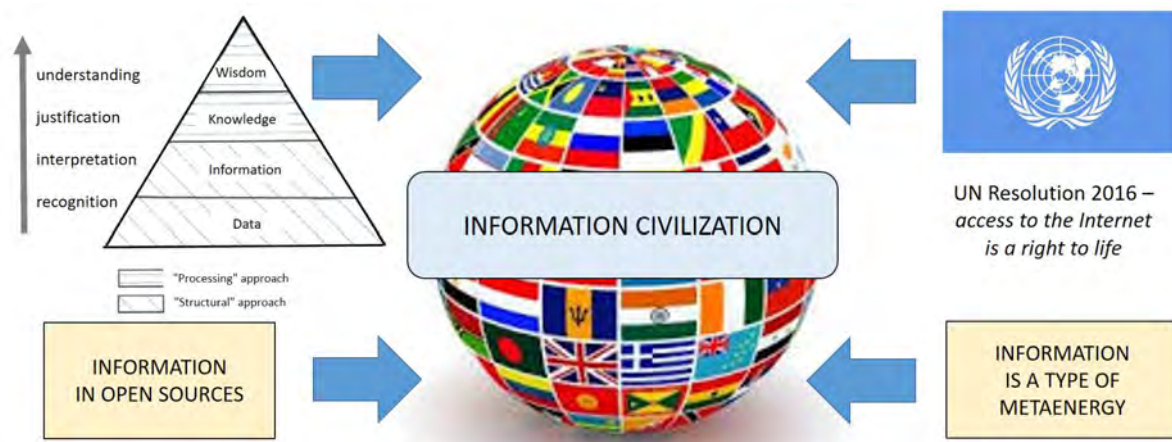 understanding
justification
interpretation
recognition
Wisdom
Knowledge
Information
Data
"Processing" approach
"Structural" approach
INFORMATION
IN OPEN SOURCES
INFORMATION CIVILIZATION
UN Resolution 2016 –
access to the Internet
is a right to life
INFORMATION
IS A TYPE OF
METAENERGY